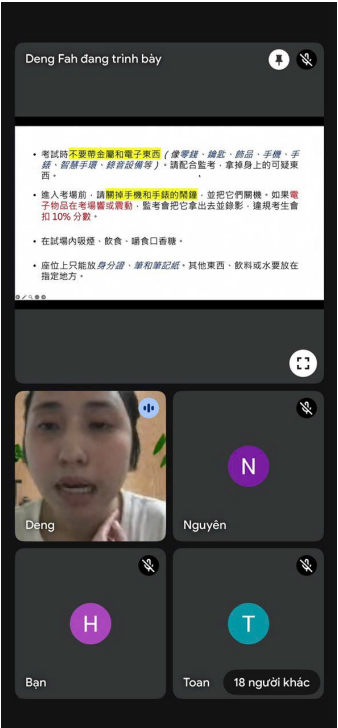 Deng Fah đang trình bày
• 考試時不要帶金屬和電子東西 (像零錢、鑰匙、飾品、手機、手
錶、智慧手環、錄音設備等)。請配合監考,拿掉身上的可疑東
西。
• 進入考場前,請關掉手機和手錶的鬧鐘,並把它們關機。如果電
子物品在考場響或震動,監考會把它拿出去並錄影,違規考生會
扣 10% 分數。
• 在試場內吸煙、飲食、嚼食口香糖。
• 座位上只能放身分證、筆和筆記紙。其他東西、飲料或水要放在
指定地方。
Deng
N
Nguyên
H
Bạn
T
Toan
18 người khác